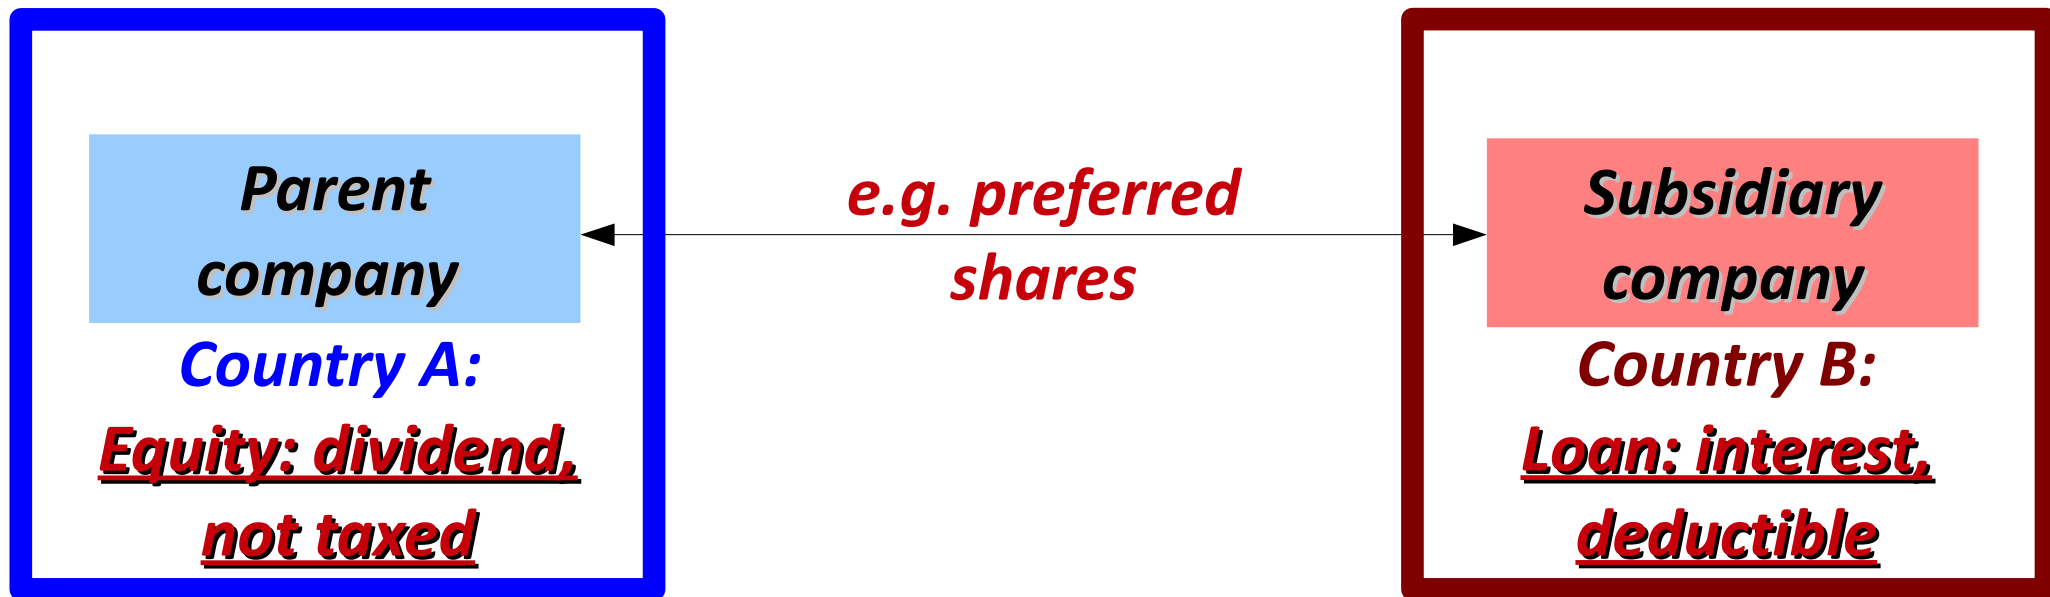 Parent
company
Country A:
Equity: dividend,
not taxed
e.g. preferred
shares
Subsidiary
company
Country B:
Loan: interest,
deductible